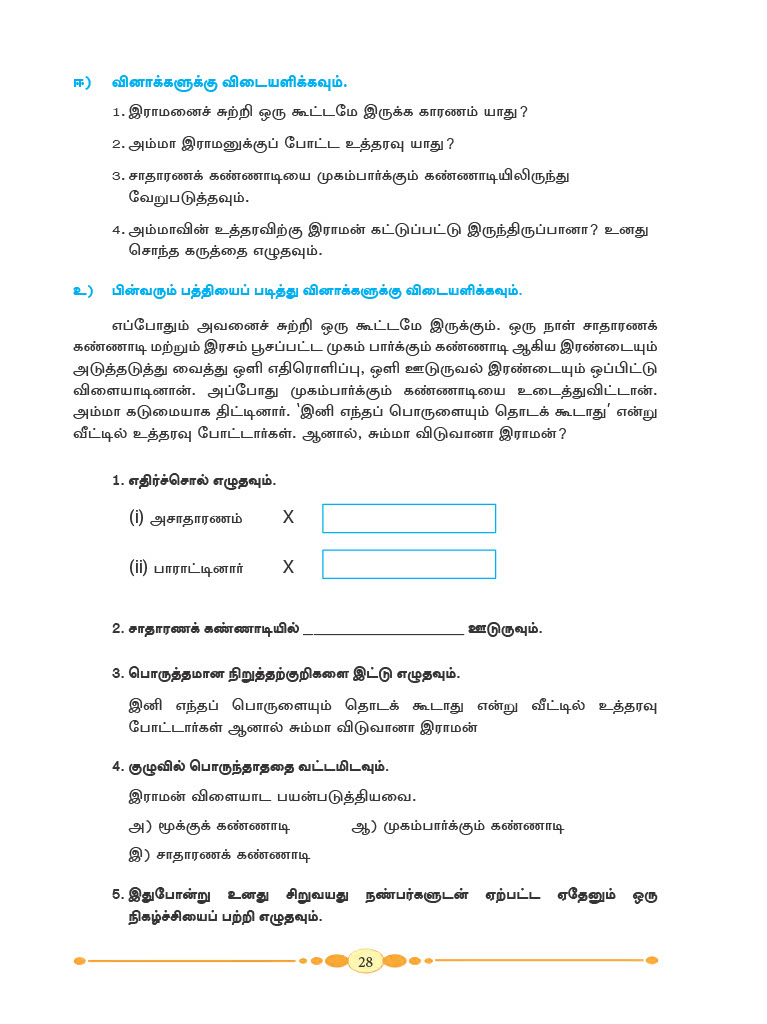 ஈ) வினாக்களுக்கு விடையளிக்கவும்.
1. இராமனைச் சுற்றி ஒரு கூட்டமே இருக்க காரணம் யாது?
2. அம்மா இராமனுக்குப் போட்ட உத்தரவு யாது?
3. சாதாரணக் கண்ணாடியை முகம்பார்க்கும் கண்ணாடியிலிருந்து
வேறுபடுத்தவும்.
4. அம்மாவின் உத்தரவிற்கு இராமன் கட்டுப்பட்டு இருந்திருப்பானா? உனது
சொந்த கருத்தை எழுதவும்.
உ) பின்வரும் பத்தியைப் படித்து வினாக்களுக்கு விடையளிக்கவும்.
எப்போதும் அவனைச் சுற்றி ஒரு கூட்டமே இருக்கும். ஒரு நாள் சாதாரணக்
கண்ணாடி மற்றும் இரசம் பூசப்பட்ட முகம் பார்க்கும் கண்ணாடி ஆகிய இரண்டையும்
அடுத்தடுத்து வைத்து ஒளி எதிரொளிப்பு, ஒளி ஊடுருவல் இரண்டையும் ஒப்பிட்டு
விளையாடினான். அப்போது முகம்பார்க்கும் கண்ணாடியை உடைத்துவிட்டான்.
அம்மா கடுமையாக திட்டினார். ‘இனி எந்தப் பொருளையும் தொடக் கூடாது’ என்று
வீட்டில் உத்தரவு போட்டார்கள். ஆனால், சும்மா விடுவானா இராமன்?
1. எதிர்ச்சொல் எழுதவும்.
(i) அசாதாரணம் X
(ii) பாராட்டினார் X
2. சாதாரணக் கண்ணாடியில் ____________________ ஊடுருவும்.
3. பொருத்தமான நிறுத்தற்குறிகளை இட்டு எழுதவும்.
இனி எந்தப் பொருளையும் தொடக் கூடாது என்று வீட்டில் உத்தரவு
போட்டார்கள் ஆனால் சும்மா விடுவானா இராமன்
4. குழுவில் பொருந்தாததை வட்டமிடவும்.
இராமன் விளையாட பயன்படுத்தியவை.
அ) மூக்குக் கண்ணாடி ஆ) முகம்பார்க்கும் கண்ணாடி
இ) சாதாரணக் கண்ணாடி
5. இதுபோன்று உனது சிறுவயது நண்பர்களுடன் ஏற்பட்ட ஏதேனும் ஒரு
நிகழ்ச்சியைப் பற்றி எழுதவும்.
28